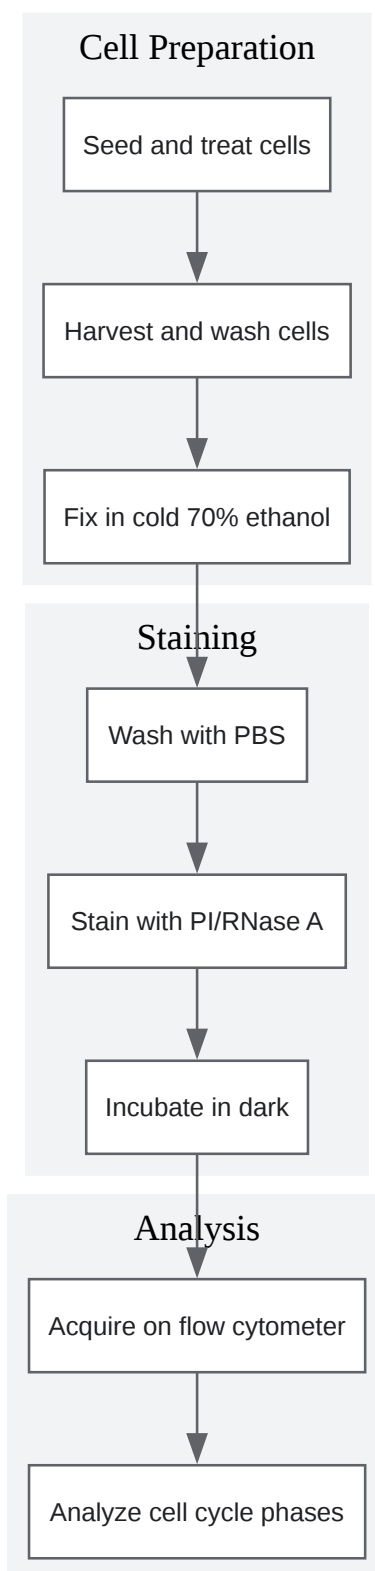 Cell Preparation
Seed and treat cells
Harvest and wash cells
Fix in cold 70% ethanol
Staining
Wash with PBS
Stain with PI/RNase A
Incubate in dark
Analysis
Acquire on flow cytometer
Analyze cell cycle phases